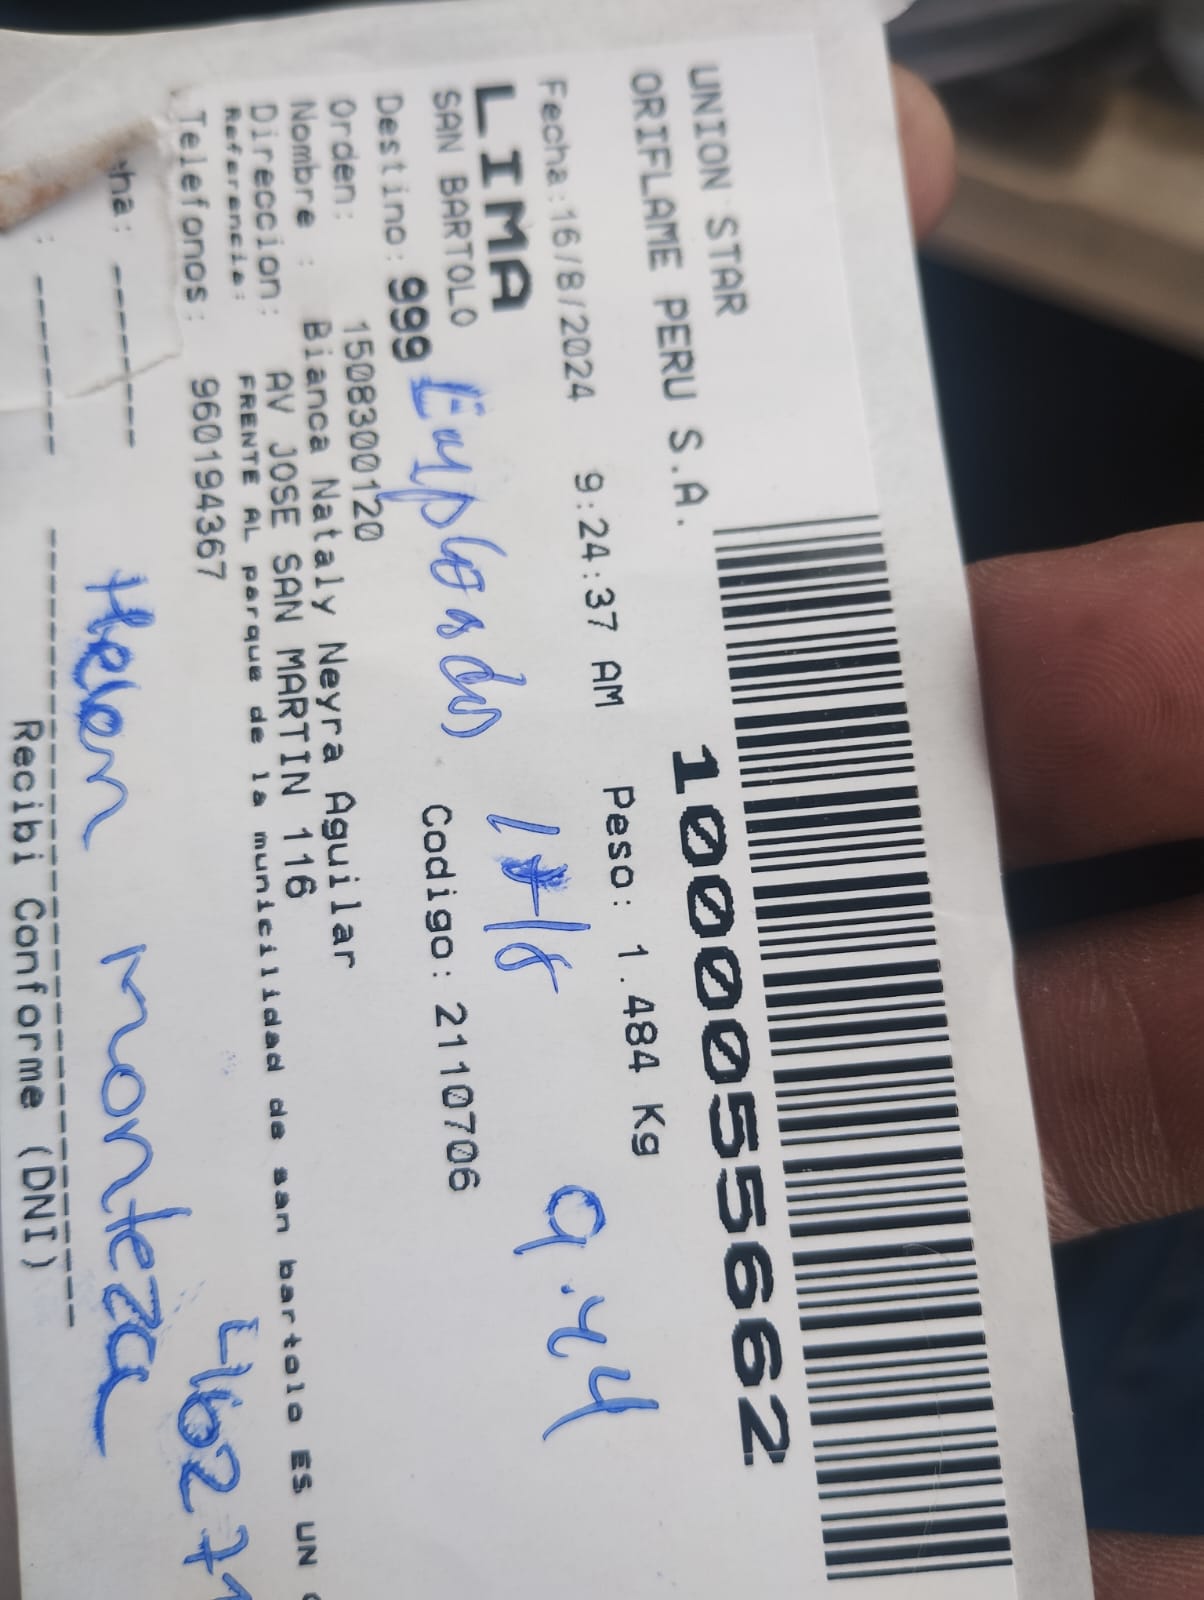 UNION STAR
ORIFLAME PERU S.A.
10000555662
Fecha:16/8/2024 9:24:37 AM Peso: 1.484 Kg
9.44
LIMA
SAN BARTOLO
Destino: 999 Codigo: 2110706
Orden: 1508300120
Nombre : Bianca Nataly Neyra Aguilar
Direccion: AV JOSE SAN MARTIN 116
Referencia: FRENTE AL parque de la municilidad de san bartolo ES UN
Telefonos: 960194367
Helen Monteza
Recibi Conforme (DNI)